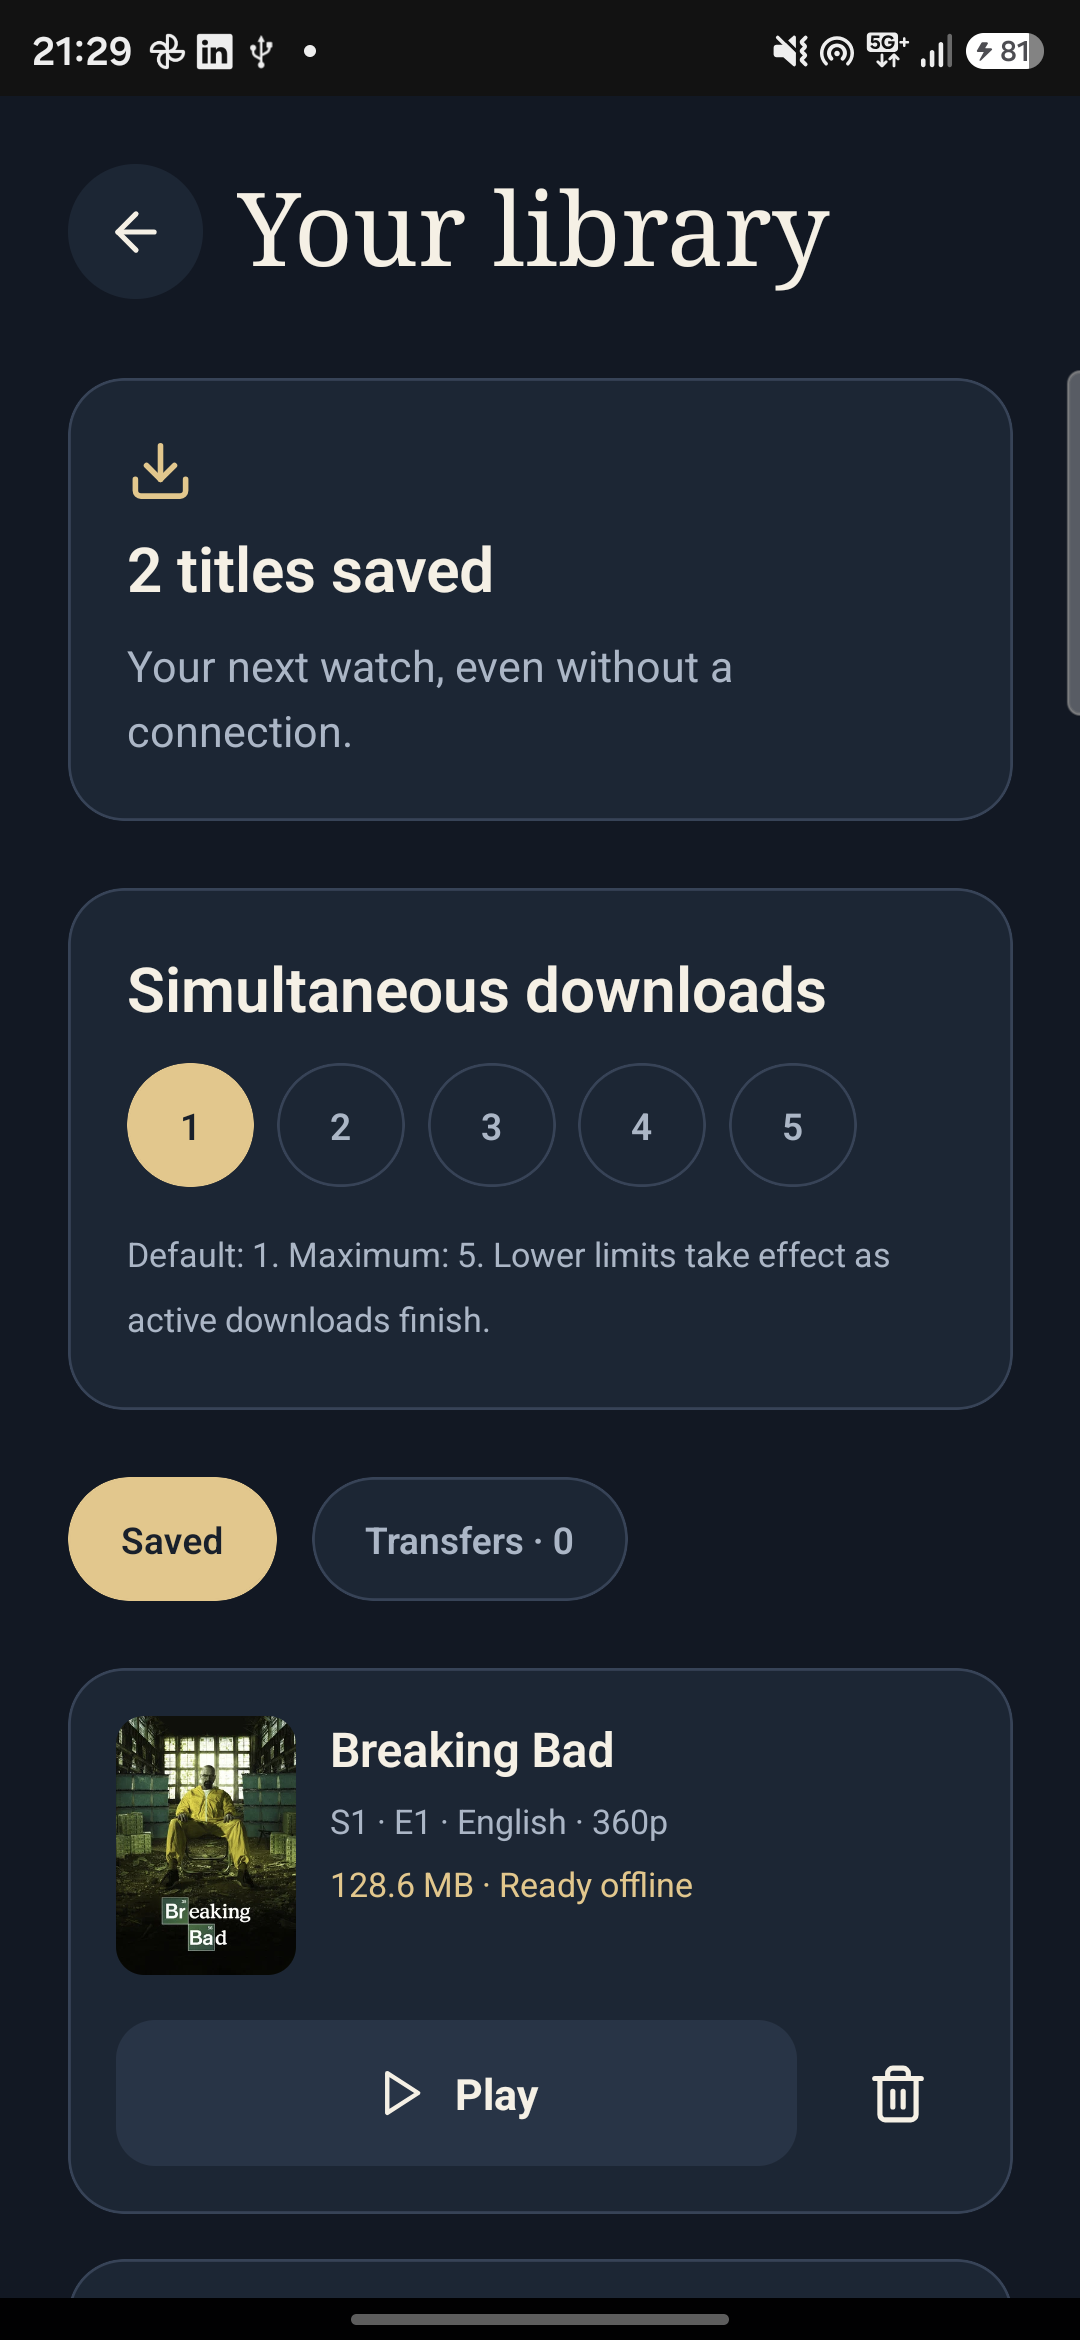 21:29
in
5G+
81
Your library
2 titles saved
Your next watch, even without a
connection.
Simultaneous downloads
1 2 3 4 5
Default: 1. Maximum: 5. Lower limits take effect as
active downloads finish.
Saved
Transfers · 0
Breaking Bad
S1 · E1 · English · 360p
128.6 MB · Ready offline
Breaking
Bad
Play